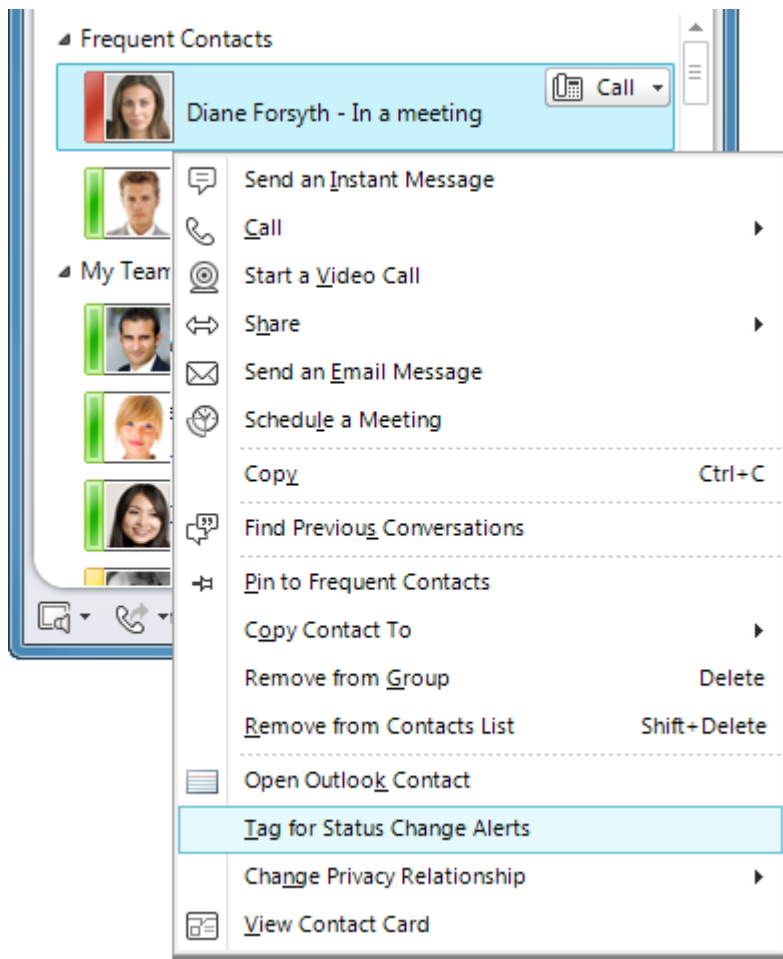 Frequent Contacts
Diane Forsyth - In a meeting
Call
Send an Instant Message
Call
My Team
Start a Video Call
Share
Send an Email Message
Schedule a Meeting
Copy Ctrl+C
Find Previous Conversations
Pin to Frequent Contacts
Copy Contact To
Remove from Group Delete
Remove from Contacts List Shift+Delete
Open Outlook Contact
Tag for Status Change Alerts
Change Privacy Relationship
View Contact Card